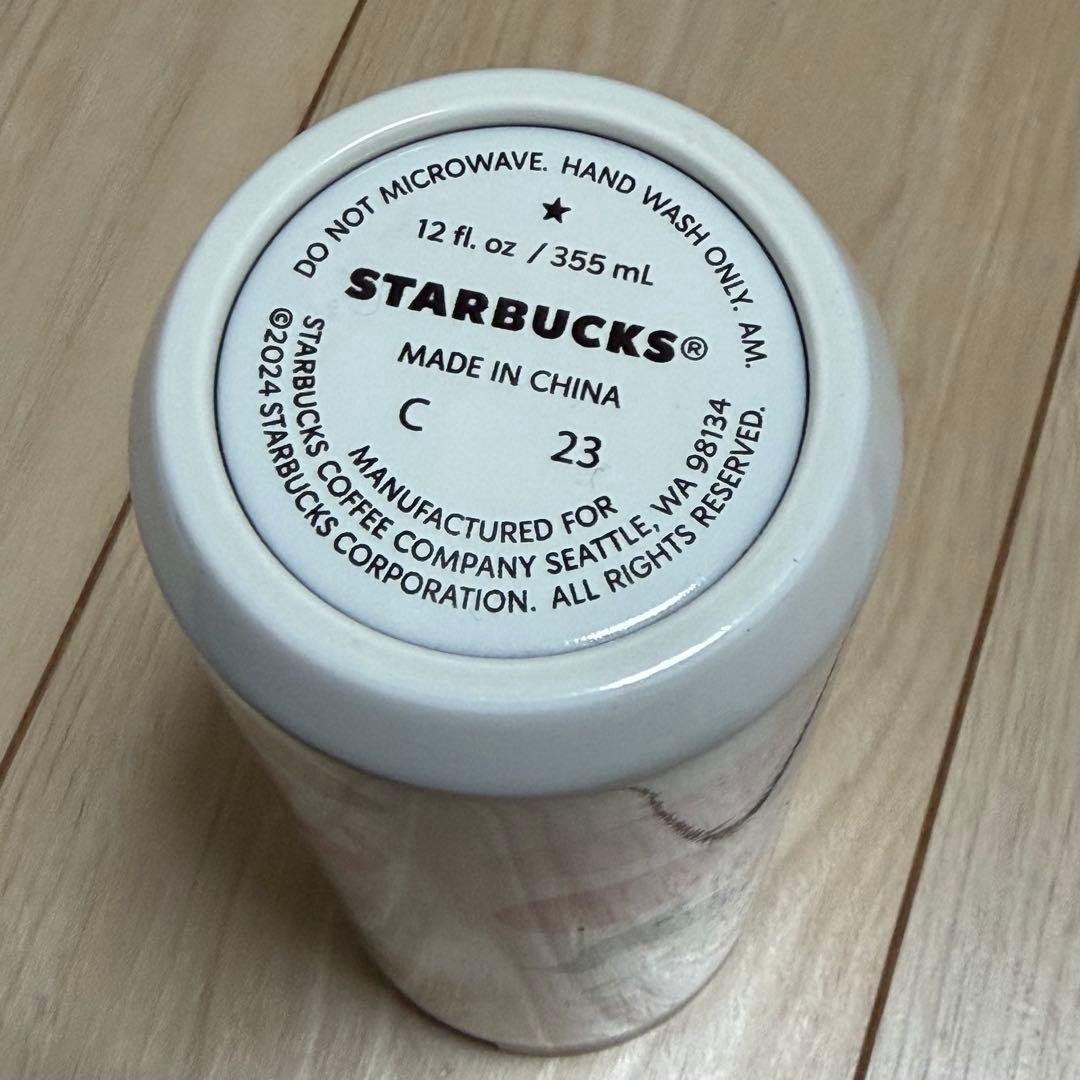 DO NOT MICROWAVE. HAND WASH ONLY. AM.
★
12 fl. oz / 355 mL
STARBUCKS®
MADE IN CHINA
C 23
MANUFACTURED FOR
STARBUCKS COFFEE COMPANY SEATTLE, WA 98134
©2024 STARBUCKS CORPORATION. ALL RIGHTS RESERVED.